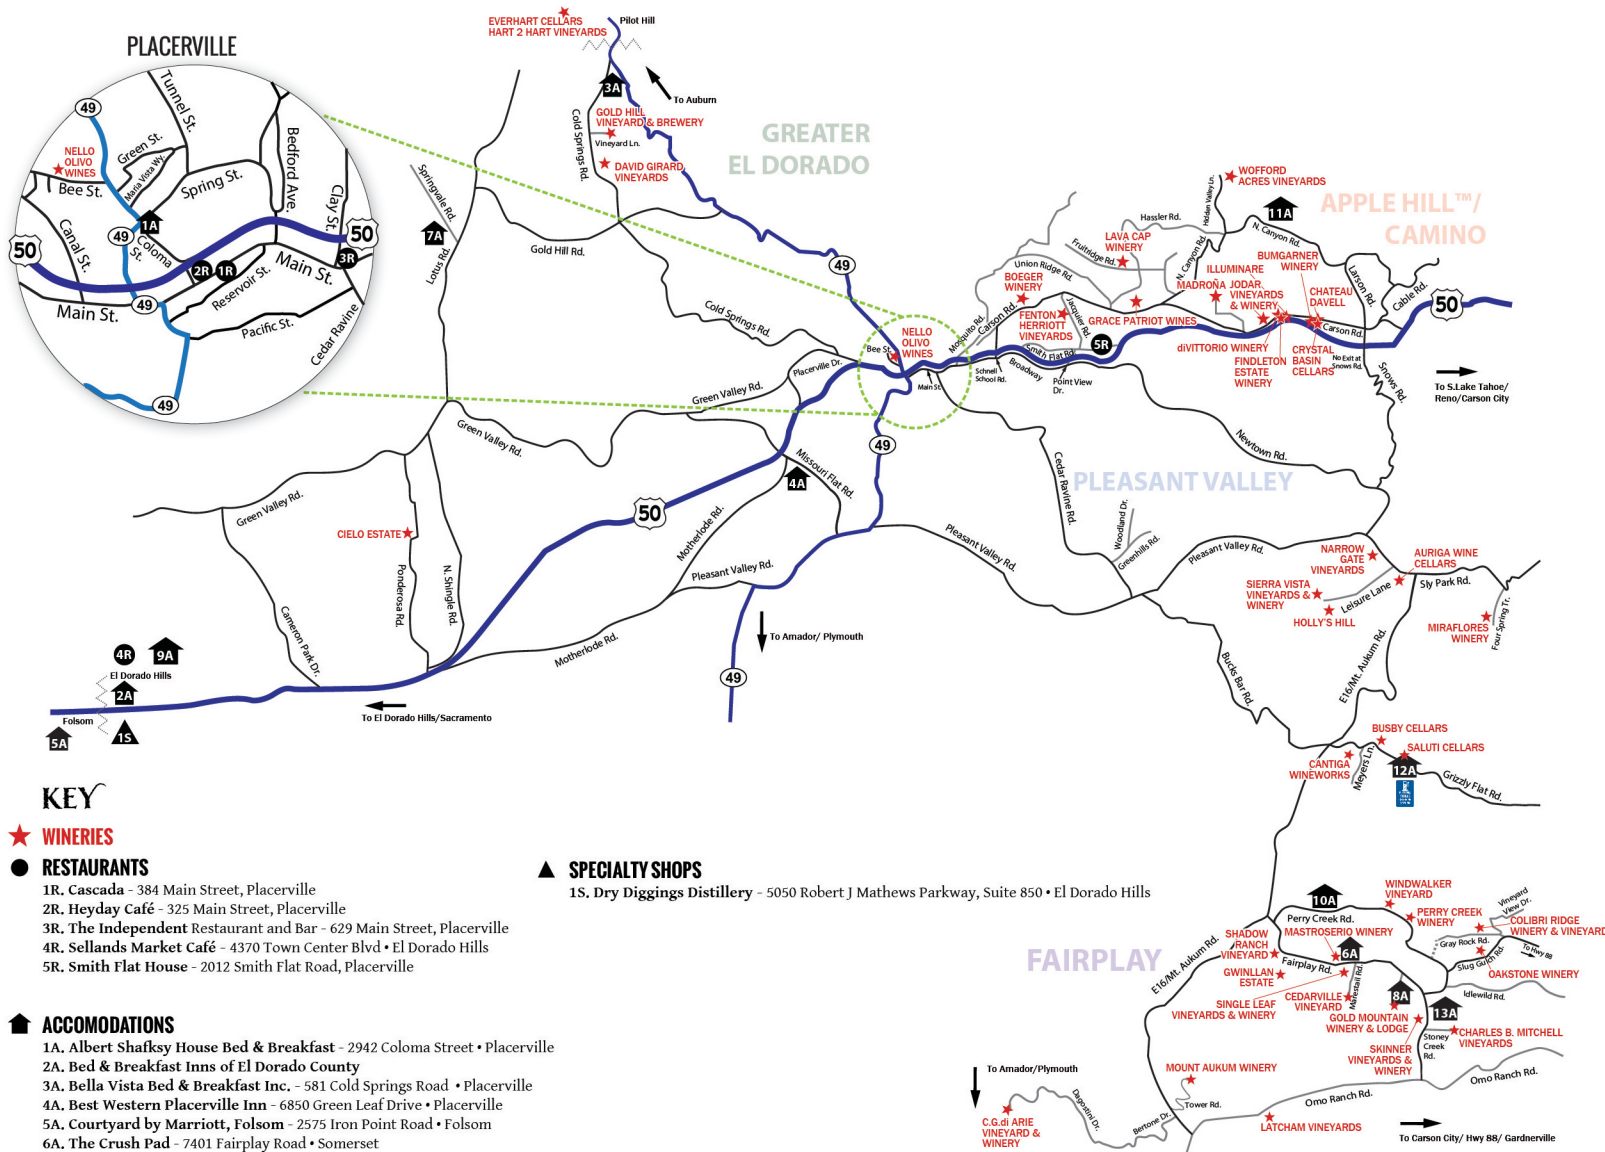 PLACERVILLE
49
Tunnel St.
NELLO
OLIVO
WINES
Green St.
Maria Vista Wy.
Bee St.
Spring St.
Bedford Ave.
Clay St.
Canal St.
1A
49
Coloma
St.
50
50
2R
1R
3R
Reservoir St.
Main St.
49
Main St.
Pacific St.
Cedar Ravine
49
EVERHART CELLARS
HART 2 HART VINEYARDS
Pilot Hill
3A
To Auburn
GOLD HILL
VINEYARD & BREWERY
Cold Springs Rd.
Vineyard Ln.
DAVID GIRARD
VINEYARDS
GREATER
EL DORADO
Springvale Rd.
7A
Lotus Rd.
Gold Hill Rd.
49
Cold Springs Rd.
Bee St.
NELLO
OLIVO
WINES
Placerville Dr.
Main St.
Green Valley Rd.
Green Valley Rd.
49
Missouri Flat Rd.
4A
50
Motherlode Rd.
Green Valley Rd.
CIELO ESTATE
Ponderosa Rd.
N. Shingle Rd.
Cameron Park Dr.
Pleasant Valley Rd.
Pleasant Valley Rd.
Motherlode Rd.
To Amador/ Plymouth
49
4R
9A
El Dorado Hills
2A
Folsom
5A
1S
To El Dorado Hills/Sacramento
WOFFORD
ACRES VINEYARDS
11A
APPLE HILL™/
CAMINO
Hidden Valley Ln.
Hassler Rd.
N. Canyon Rd.
LAVA CAP
WINERY
Fruitridge Rd.
N. Canyon Rd.
Union Ridge Rd.
BOEGER
WINERY
ILLUMINARE
BUMGARNER
WINERY
MADROÑA
JODAR
VINEYARDS
& WINERY
CHATEAU
DAVELL
Larson Rd.
Cable Rd.
50
Mosquito Rd.
Carson Rd.
Jacquier Rd.
FENTON
HERRIOTT
VINEYARDS
GRACE PATRIOT WINES
Carson Rd.
5R
Smith Flat Rd.
diVITTORIO WINERY
FINDLETON
ESTATE
WINERY
CRYSTAL
BASIN
CELLARS
No Exit at
Snows Rd.
Snows Rd.
Schnell
School Rd.
Broadway
Point View
Dr.
To S.Lake Tahoe/
Reno/Carson City
Newtown Rd.
Cedar Ravine Rd.
PLEASANT VALLEY
Woodland Dr.
Greenhills Rd.
Pleasant Valley Rd.
NARROW
GATE
VINEYARDS
AURIGA WINE
CELLARS
Sly Park Rd.
SIERRA VISTA
VINEYARDS &
WINERY
Leisure Lane
HOLLY'S HILL
MIRAFLORES
WINERY
Four Spring Tr.
E16/Mt. Aukum Rd.
Bucks Bar Rd.
BUSBY CELLARS
SALUTI CELLARS
CANTIGA
WINEWORKS
Meyers Ln.
12A
Grizzly Flat Rd.
FAIRPLAY
10A
Perry Creek Rd.
WINDWALKER
VINEYARD
PERRY CREEK
WINERY
Vineyard
View Dr.
COLIBRI RIDGE
WINERY & VINEYARD
SHADOW
RANCH
VINEYARD
MASTROSERIO WINERY
6A
Gray Rock Rd.
To Hwy
88
Slug Gulch Rd.
OAKSTONE WINERY
E16/Mt. Aukum Rd.
Fairplay Rd.
GWINLLAN
ESTATE
Marestail Rd.
Idlewild Rd.
SINGLE LEAF
VINEYARDS & WINERY
CEDARVILLE
VINEYARD
8A
GOLD MOUNTAIN
WINERY & LODGE
13A
Stoney
Creek
Rd.
CHARLES B. MITCHELL
VINEYARDS
SKINNER
VINEYARDS &
WINERY
To Amador/Plymouth
MOUNT AUKUM WINERY
Omo Ranch Rd.
Omo Ranch Rd.
Dagostini Dr.
Tower Rd.
Bertone Dr.
C.G.di ARIE
VINEYARD &
WINERY
LATCHAM VINEYARDS
To Carson City/ Hwy 88/ Gardnerville
KEY
WINERIES
RESTAURANTS
1R. Cascada - 384 Main Street, Placerville
2R. Heyday Café - 325 Main Street, Placerville
3R. The Independent Restaurant and Bar - 629 Main Street, Placerville
4R. Sellands Market Café - 4370 Town Center Blvd • El Dorado Hills
5R. Smith Flat House - 2012 Smith Flat Road, Placerville
SPECIALTY SHOPS
1S. Dry Diggings Distillery - 5050 Robert J Mathews Parkway, Suite 850 • El Dorado Hills
ACCOMODATIONS
1A. Albert Shafksy House Bed & Breakfast - 2942 Coloma Street • Placerville
2A. Bed & Breakfast Inns of El Dorado County
3A. Bella Vista Bed & Breakfast Inc. - 581 Cold Springs Road • Placerville
4A. Best Western Placerville Inn - 6850 Green Leaf Drive • Placerville
5A. Courtyard by Marriott, Folsom - 2575 Iron Point Road • Folsom
6A. The Crush Pad - 7401 Fairplay Road • Somerset